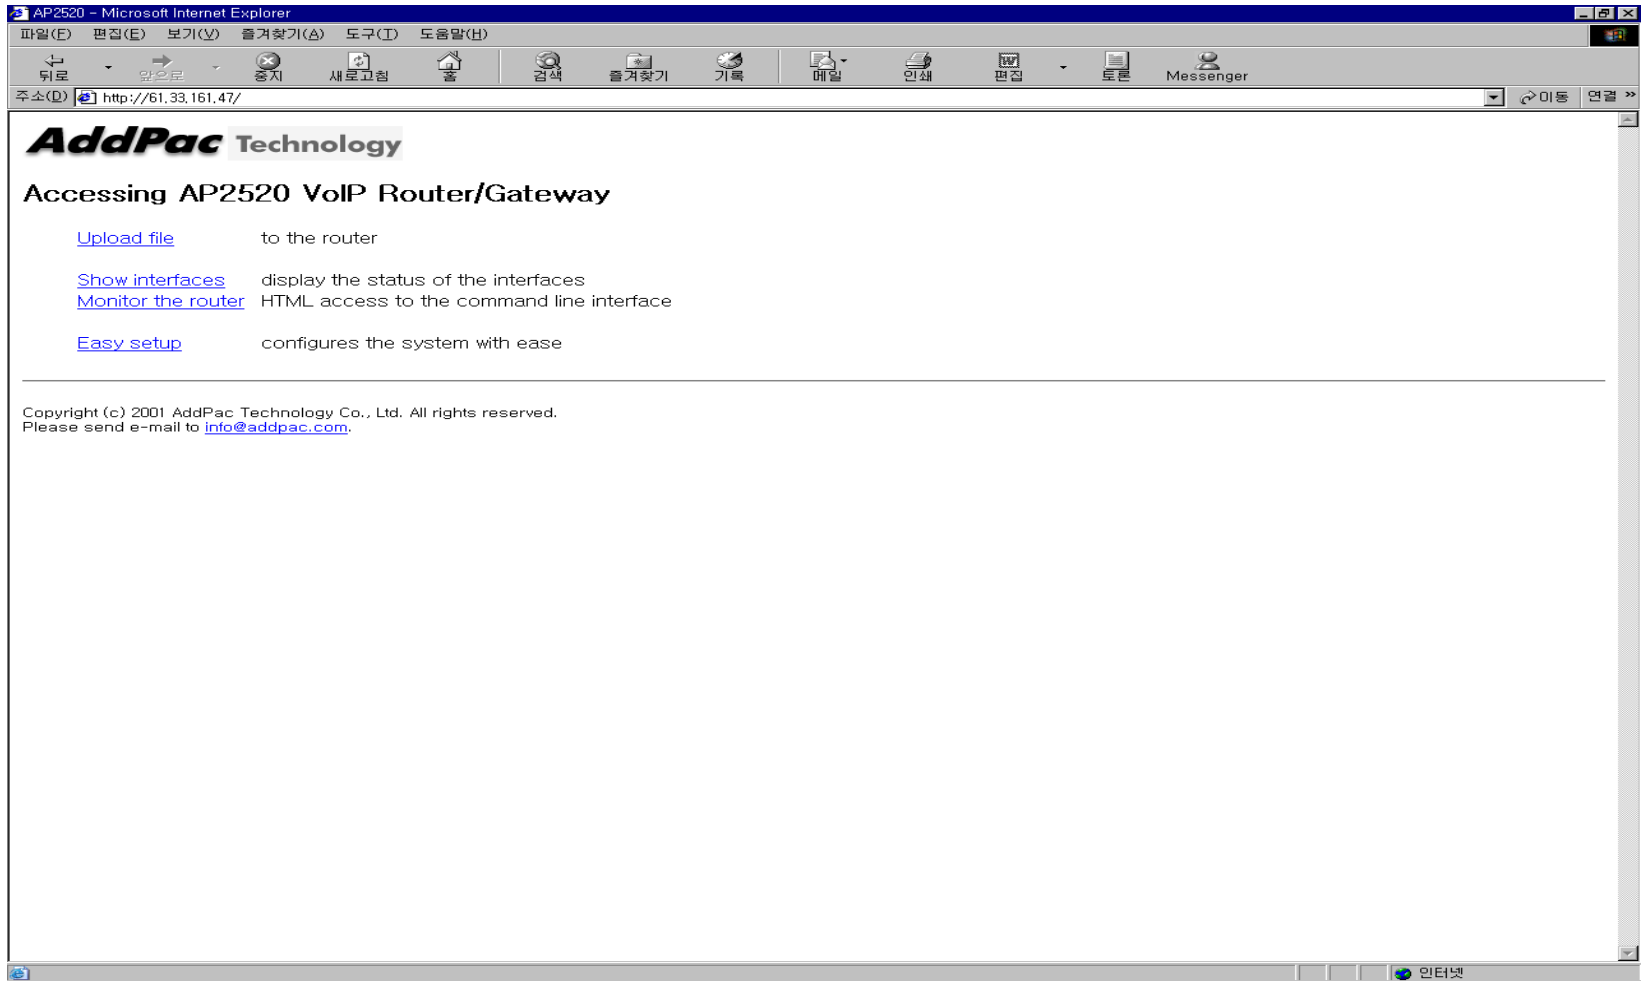 AP2520 - Microsoft Internet Explorer
파일(F) 편집(E) 보기(V) 즐겨찾기(A) 도구(T) 도움말(H)
뒤로 앞으로 중지 새로고침 홈 검색 즐겨찾기 기록 메일 인쇄 편집 토론 Messenger
주소(D) http://61.33.161.47/ 이동 연결 »
AddPac Technology
Accessing AP2520 VoIP Router/Gateway
Upload file to the router
Show interfaces display the status of the interfaces
Monitor the router HTML access to the command line interface
Easy setup configures the system with ease
Copyright (c) 2001 AddPac Technology Co., Ltd. All rights reserved.
Please send e-mail to info@addpac.com.
인터넷